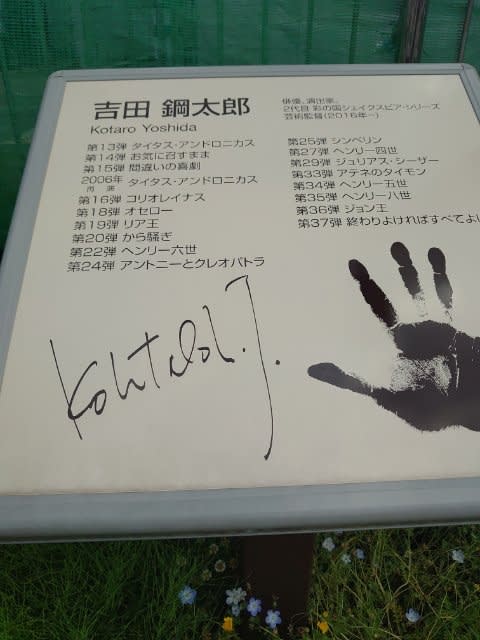 吉田 鋼太郎
Kotaro Yoshida
俳優、演出家。
2代目 彩の国シェイクスピア・シリーズ
芸術監督(2016年~)
第13弾 タイタス・アンドロニカス
第14弾 お気に召すまま
第15弾 間違いの喜劇
2006年 再演 タイタス・アンドロニカス
第16弾 コリオレイナス
第18弾 オセロー
第19弾 リア王
第20弾 から騒ぎ
第22弾 ヘンリー六世
第24弾 アントニーとクレオパトラ
第25弾 シンベリン
第27弾 ヘンリー四世
第29弾 ジュリアス・シーザー
第33弾 アテネのタイモン
第34弾 ヘンリー五世
第35弾 ヘンリー八世
第36弾 ジョン王
第37弾 終わりよければすべてよ